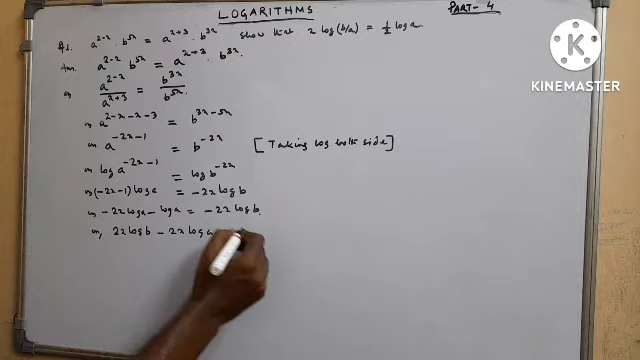 LOGARITHMS
PART-4
Q.1. a^{2-x} · b^{5x} = a^{x+3} · b^{3x} show that x log(b/a) = 1/2 log a.
Ans. a^{2-x} b^{5x} = a^{x+3} · b^{3x}.
⇒ a^{2-x} / a^{x+3} = b^{3x} / b^{5x}.
⇒ a^{2-x-x-3} = b^{3x-5x}
⇒ a^{-2x-1} = b^{-2x} [Taking log both side]
⇒ log a^{-2x-1} = log b^{-2x}
⇒ (-2x-1) log a = -2x log b
⇒ -2x log a - log a = -2x log b.
⇒, 2x log b - 2x log a
KINEMASTER